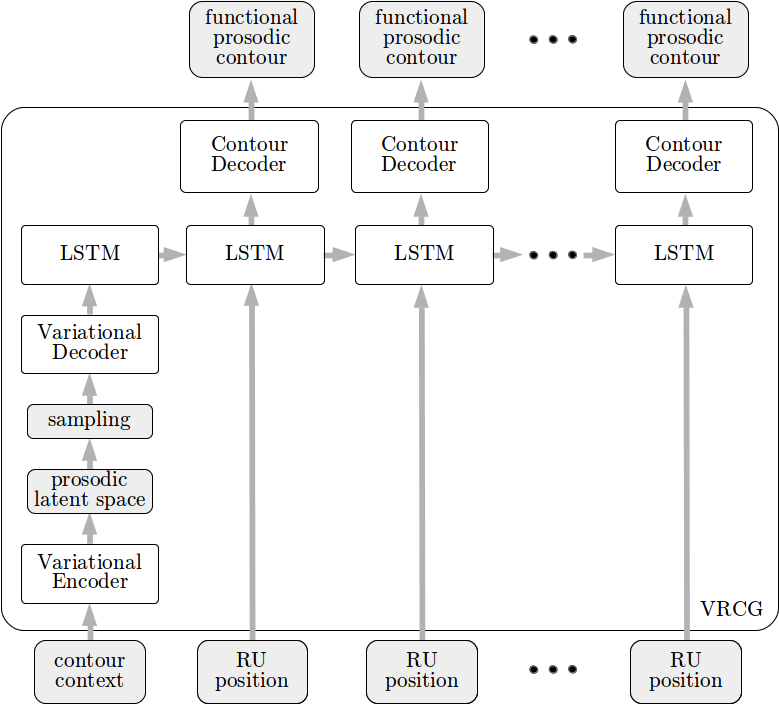 functional
prosodic
contour
functional
prosodic
contour
functional
prosodic
contour
Contour
Decoder
Contour
Decoder
Contour
Decoder
LSTM
LSTM
LSTM
LSTM
Variational
Decoder
sampling
prosodic
latent space
Variational
Encoder
VRCG
contour
context
RU
position
RU
position
RU
position